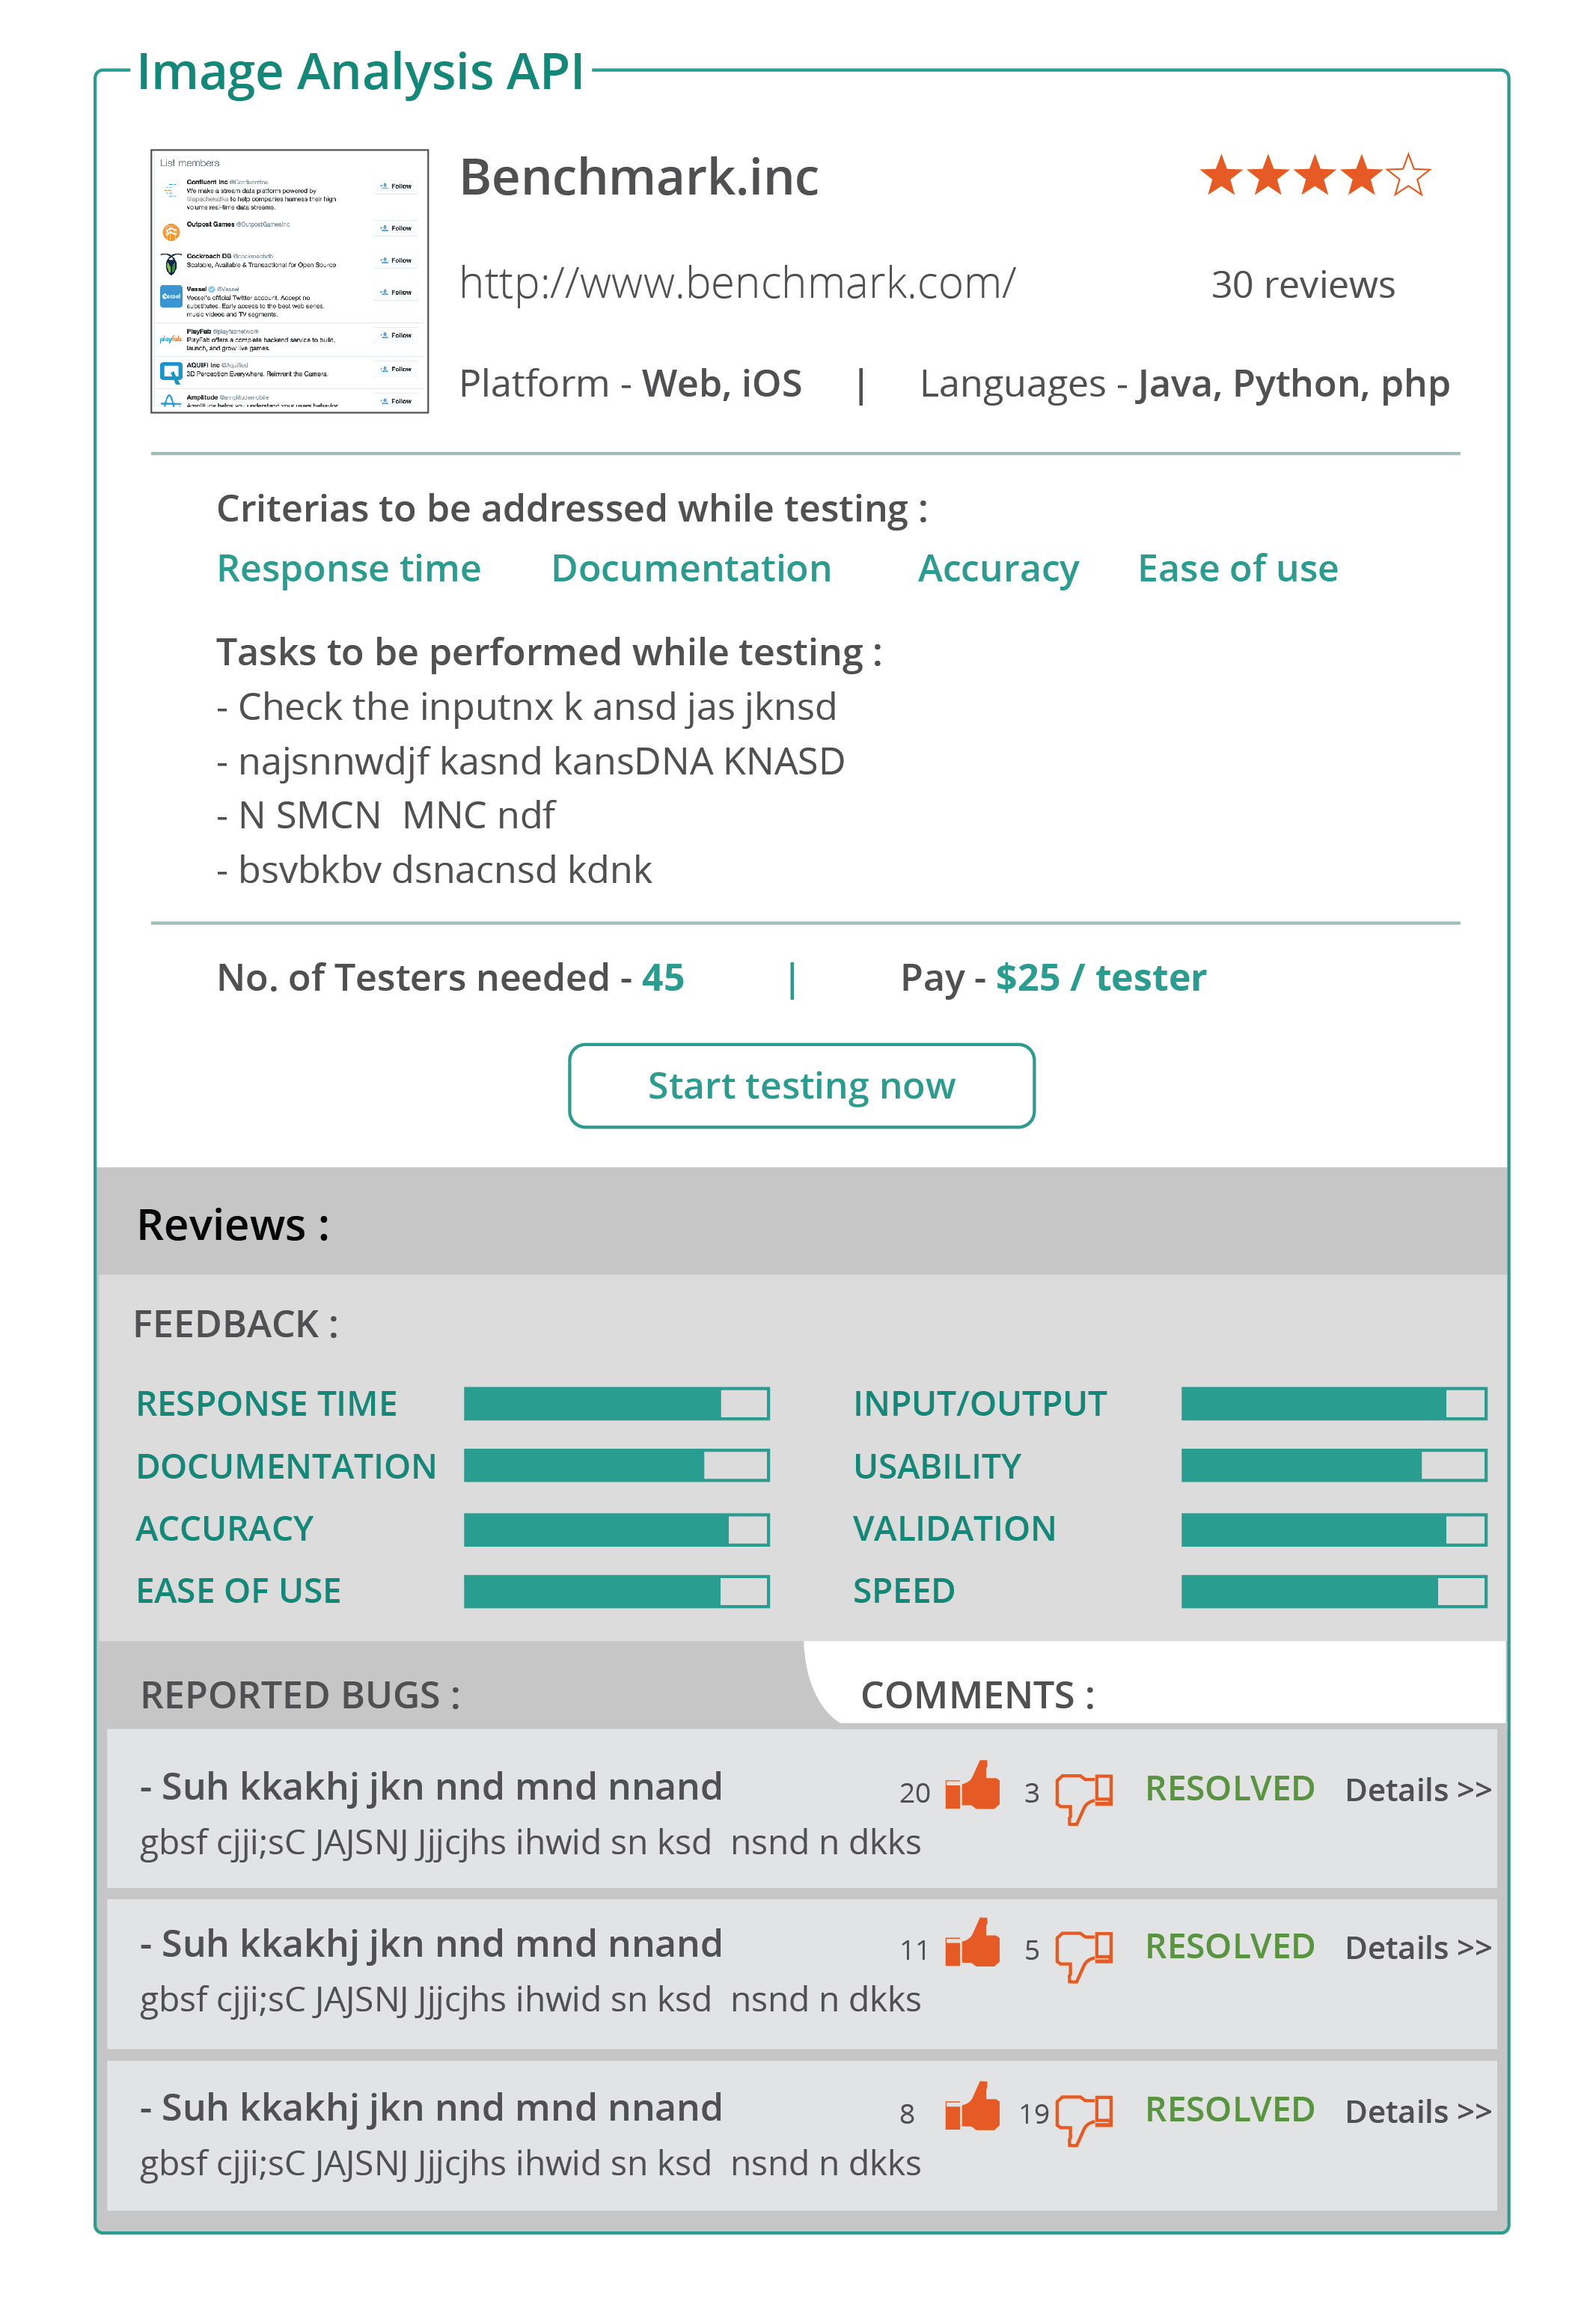 Image Analysis API
List members
Confluent Inc @ConfluentInc
We make a stream data platform powered by
@apachekafka to help companies harness their high
volume real-time data streams.
Follow
Outpost Games @OutpostGamesInc
Follow
Cockroach DB @cockroachdb
Scalable, Available & Transactional for Open Source
Follow
Vessel @Vessel
Vessel's official Twitter account. Accept no
substitutes. Early access to the best web series,
music videos and TV segments.
Follow
PlayFab @playfabnetwork
PlayFab offers a complete backend service to build,
launch, and grow live games.
Follow
AQUIFI Inc @Aquified
3D Perception Everywhere. Reinvent the Camera.
Follow
Amplitude @amplitudemobile
Amplitude helps you understand your users behavior
Follow
Benchmark.inc
http://www.benchmark.com/
30 reviews
Platform - Web, iOS | Languages - Java, Python, php
Criterias to be addressed while testing :
Response time Documentation Accuracy Ease of use
Tasks to be performed while testing :
- Check the inputnx k ansd jas jknsd
- najsnnwdjf kasnd kansDNA KNASD
- N SMCN MNC ndf
- bsvbkbv dsnacnsd kdnk
No. of Testers needed - 45 | Pay - $25 / tester
Start testing now
Reviews :
FEEDBACK :
RESPONSE TIME INPUT/OUTPUT
DOCUMENTATION USABILITY
ACCURACY VALIDATION
EASE OF USE SPEED
REPORTED BUGS : COMMENTS :
- Suh kkakhj jkn nnd mnd nnand 20 3 RESOLVED Details >>
gbsf cjji;sC JAJSNJ Jjjcjhs ihwid sn ksd nsnd n dkks
- Suh kkakhj jkn nnd mnd nnand 11 5 RESOLVED Details >>
gbsf cjji;sC JAJSNJ Jjjcjhs ihwid sn ksd nsnd n dkks
- Suh kkakhj jkn nnd mnd nnand 8 19 RESOLVED Details >>
gbsf cjji;sC JAJSNJ Jjjcjhs ihwid sn ksd nsnd n dkks